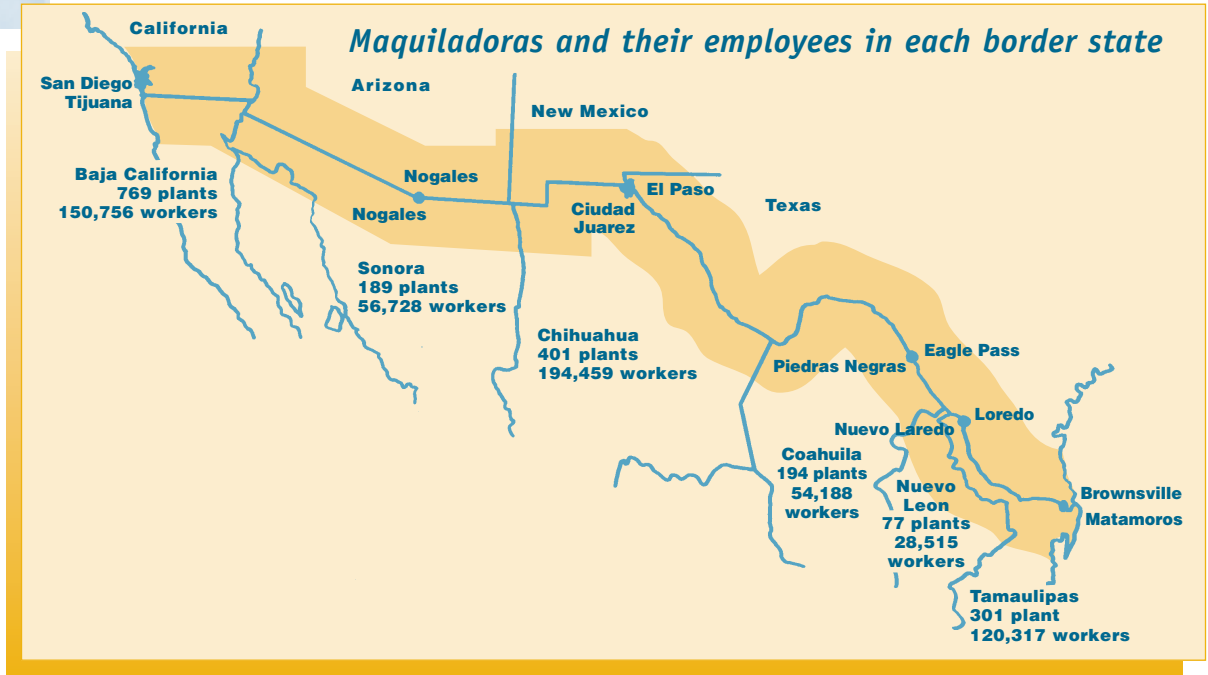 Maquiladoras and their employees in each border state
California
San Diego
Tijuana
Arizona
New Mexico
Baja California
769 plants
150,756 workers
Nogales
Nogales
El Paso
Ciudad
Juarez
Texas
Sonora
189 plants
56,728 workers
Chihuahua
401 plants
194,459 workers
Eagle Pass
Piedras Negras
Loredo
Nuevo Laredo
Coahuila
194 plants
54,188
workers
Nuevo
Leon
77 plants
28,515
workers
Brownsville
Matamoros
Tamaulipas
301 plant
120,317 workers